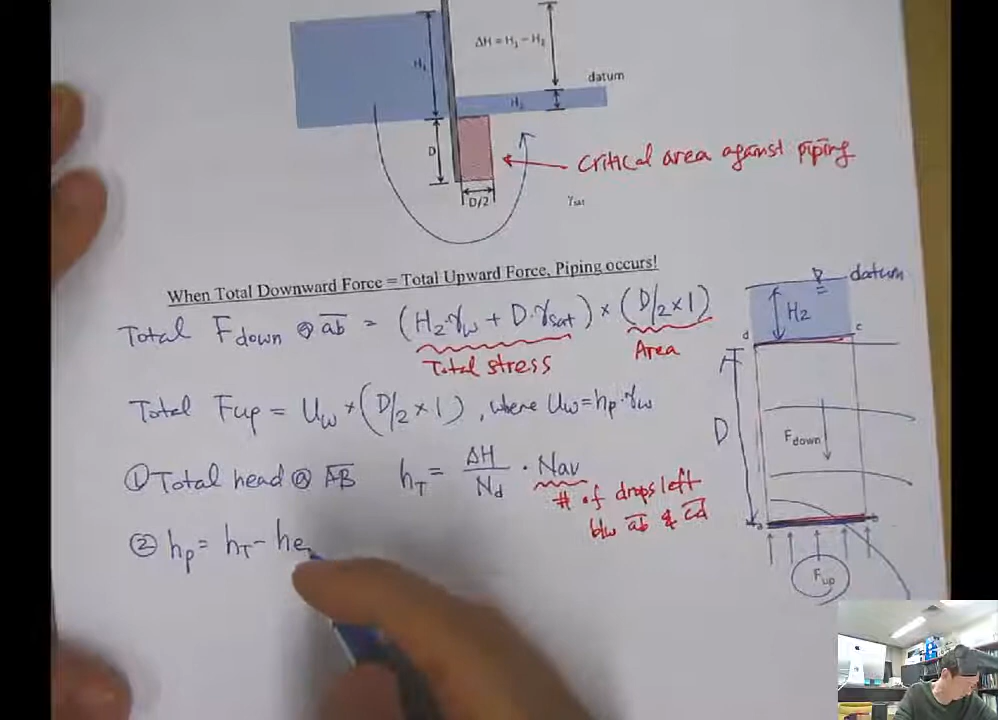 ΔH = H₁ − H₂
H₁
datum
H₂
D
D/2
γsat
critical area against piping
When Total Downward Force = Total Upward Force, Piping occurs!
Total Fdown @ ab = (H₂·γw + D·γsat) × (D/2 × 1)
Total stress
Area
Total Fup = Uw × (D/2 × 1), where Uw = hp·γw
① Total head @ AB hT = ΔH/Nd · Nav
# of drops left
b/w ab & cd
② hp = hT − he
datum
H₂
d
c
D
Fdown
b
Fup